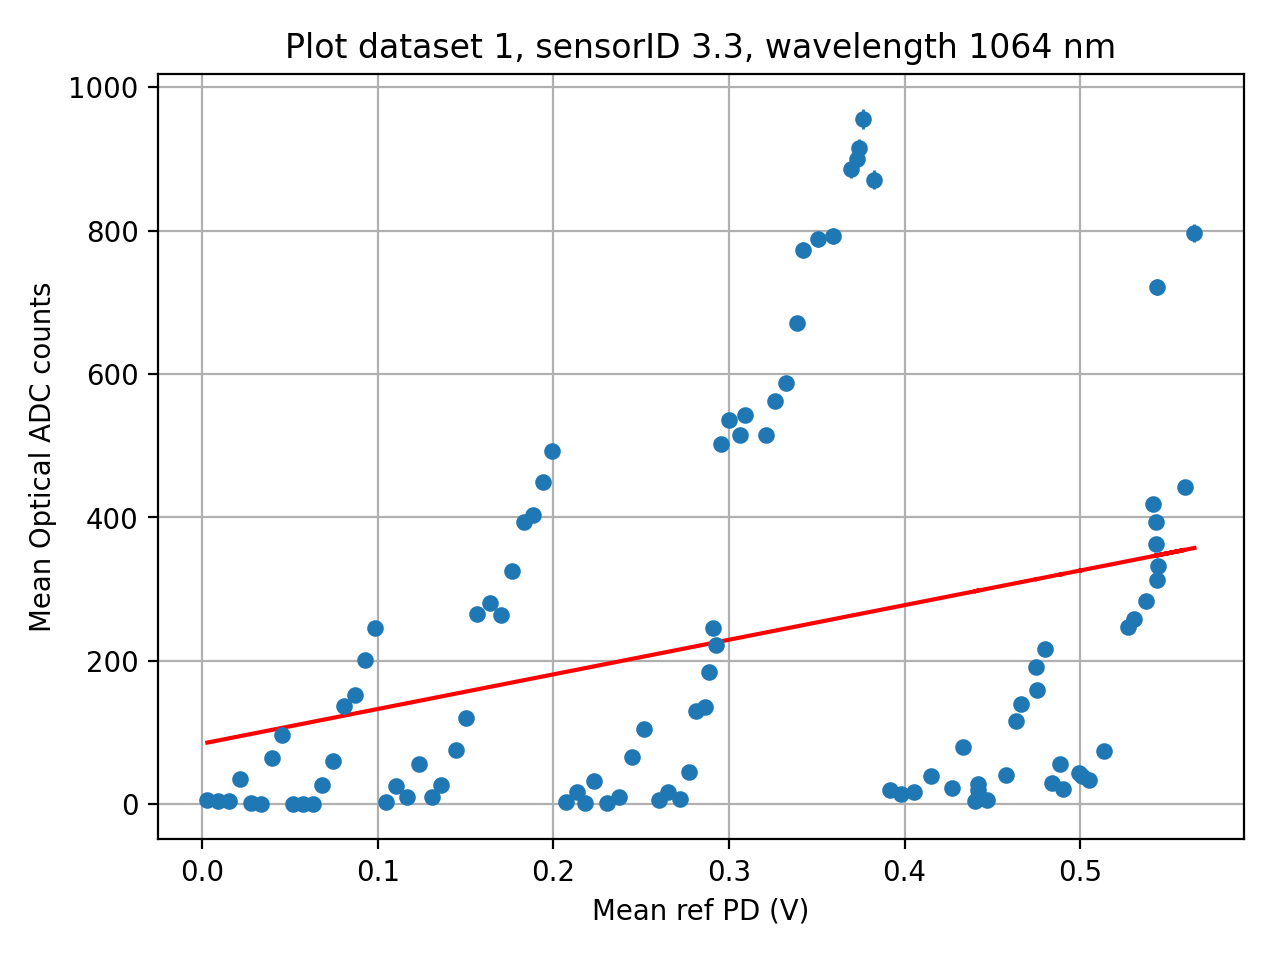 Plot dataset 1, sensorID 3.3, wavelength 1064 nm
1000
800
600
400
200
0
Mean Optical ADC counts
0.0 0.1 0.2 0.3 0.4 0.5
Mean ref PD (V)